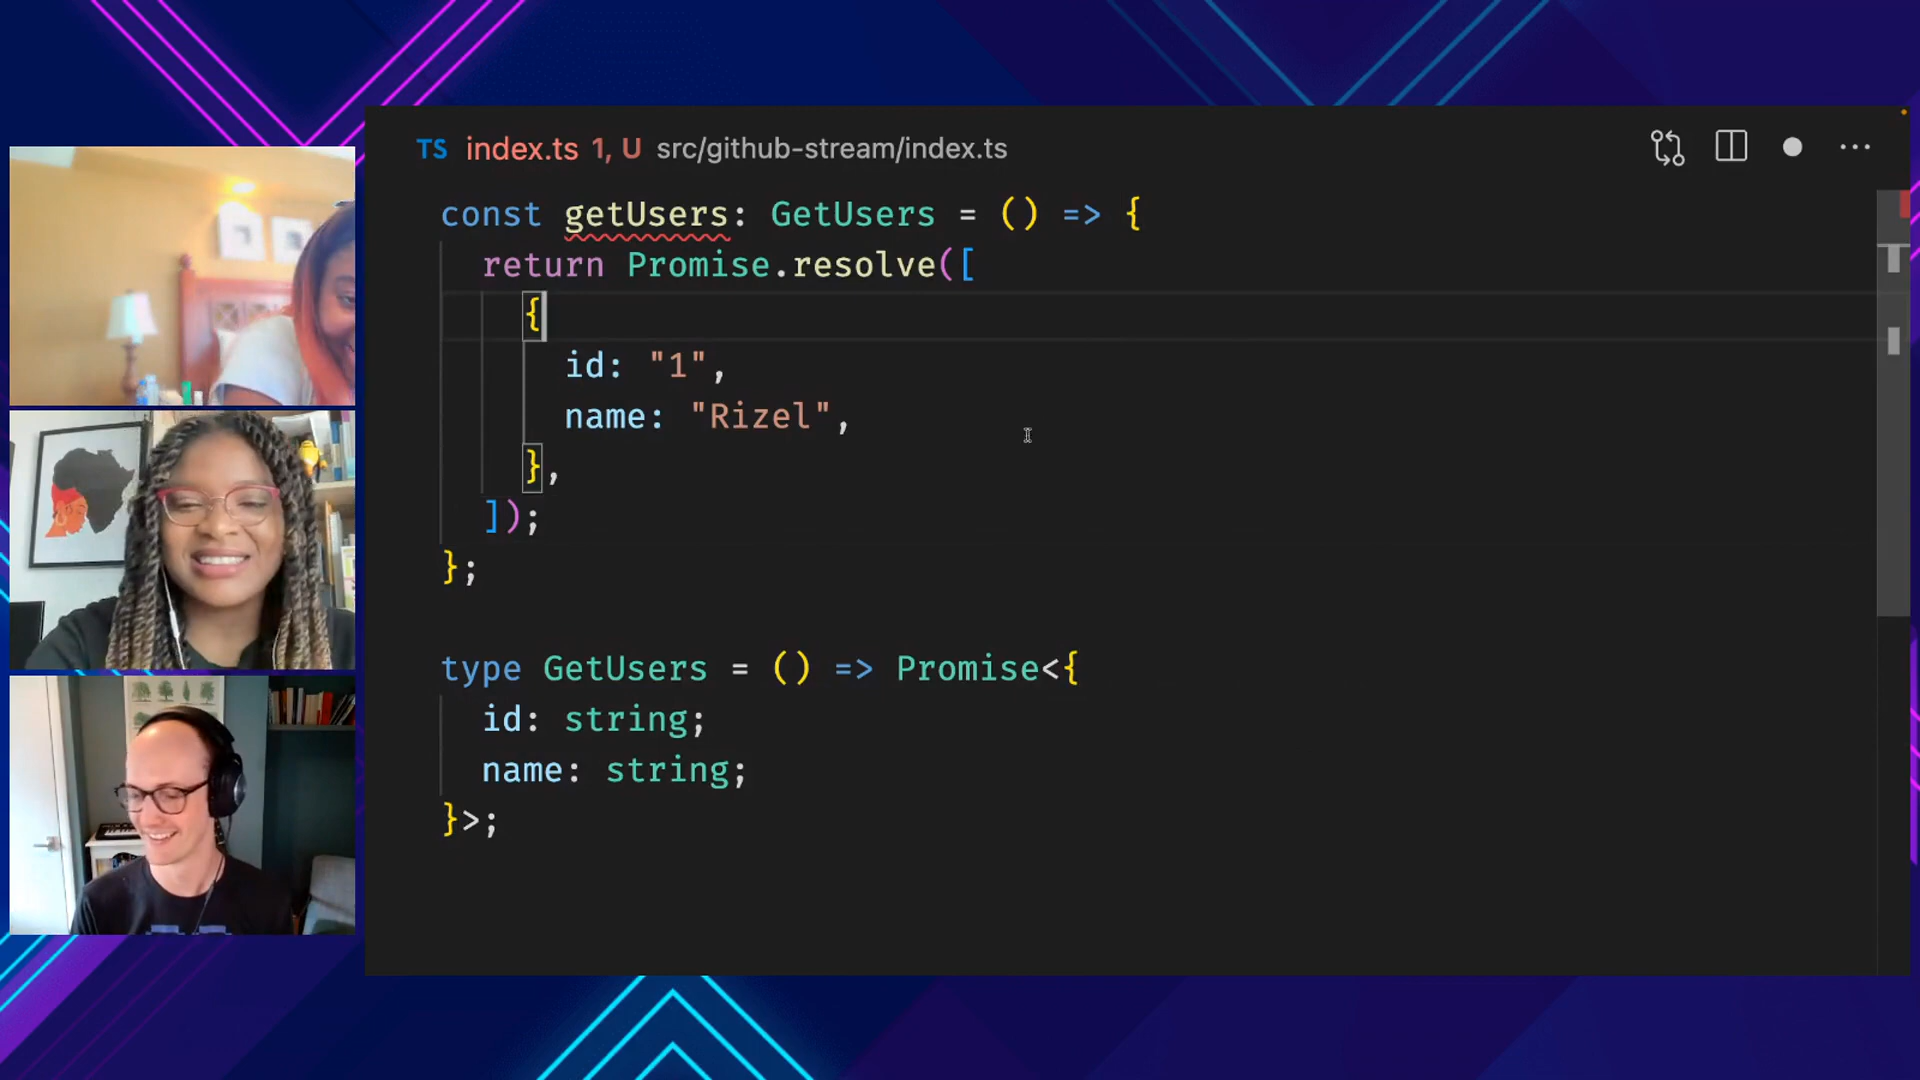 TS index.ts 1, U src/github-stream/index.ts
const getUsers: GetUsers = () => {
return Promise.resolve([
{
id: "1",
name: "Rizel",
},
]);
};
type GetUsers = () => Promise<{
id: string;
name: string;
}>;